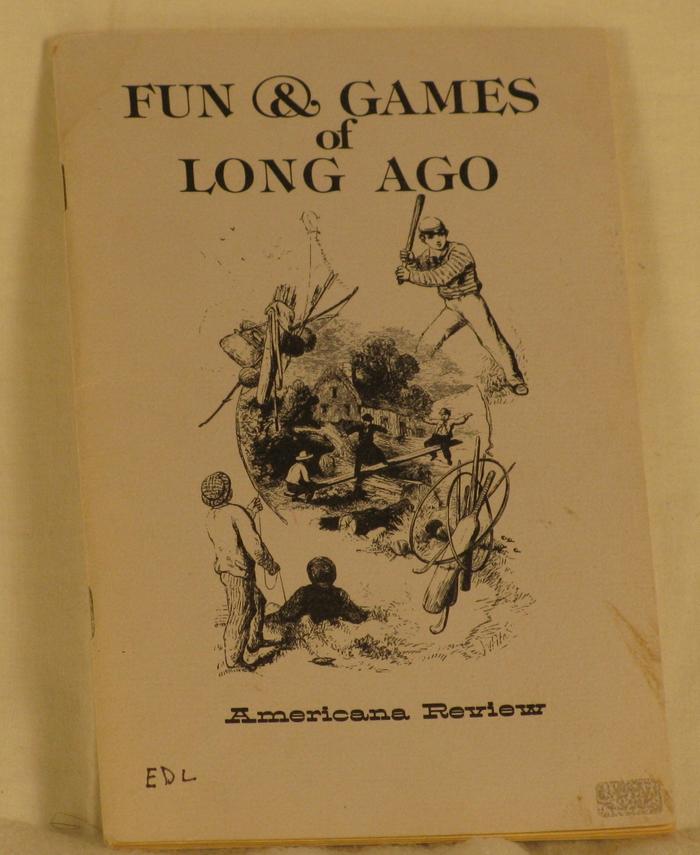 FUN & GAMES
of
LONG AGO
Americana Review
EDL